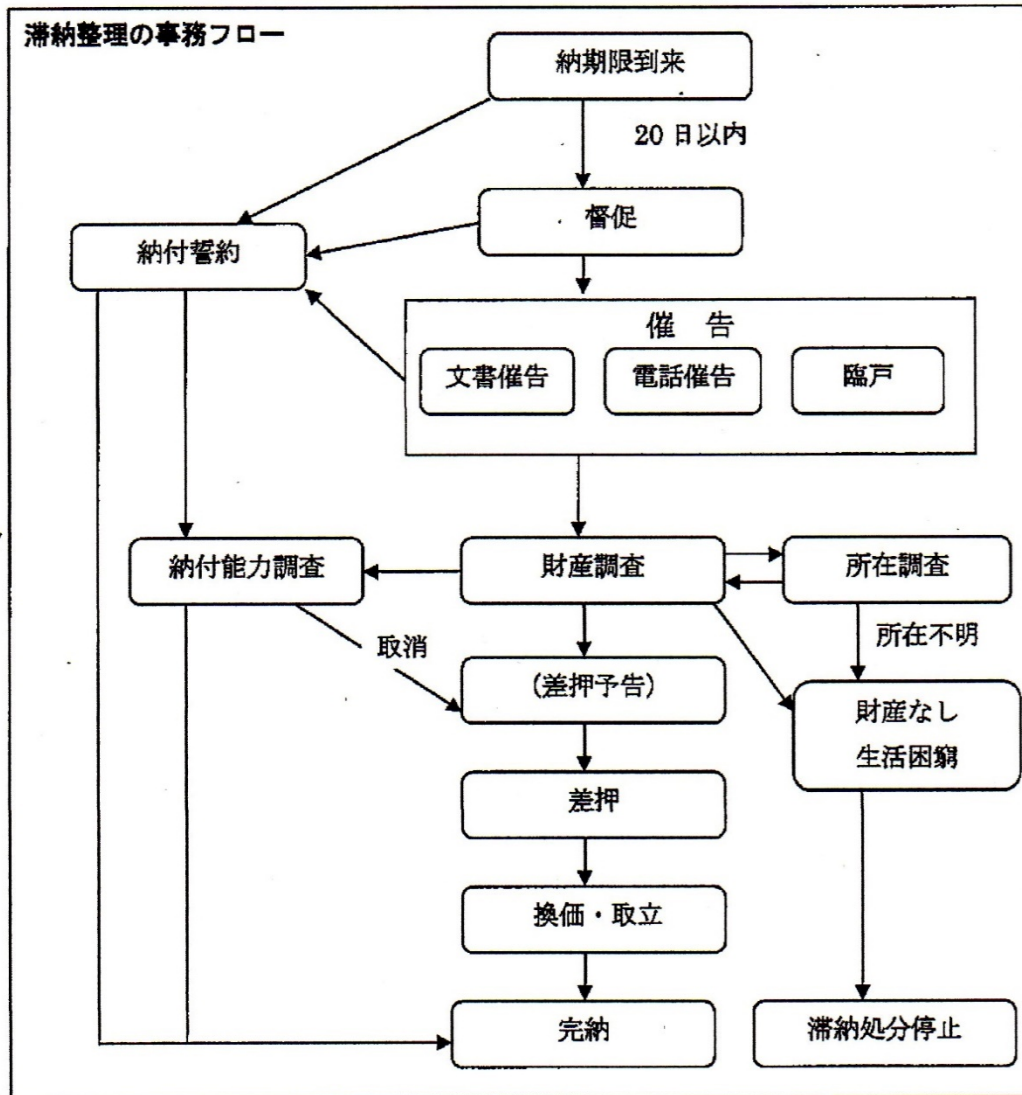 滞納整理の事務フロー
納期限到来
20日以内
督促
納付誓約
催 告
文書催告
電話催告
臨戸
納付能力調査
財産調査
所在調査
取消
所在不明
(差押予告)
財産なし
生活困窮
差押
換価・取立
完納
滞納処分停止